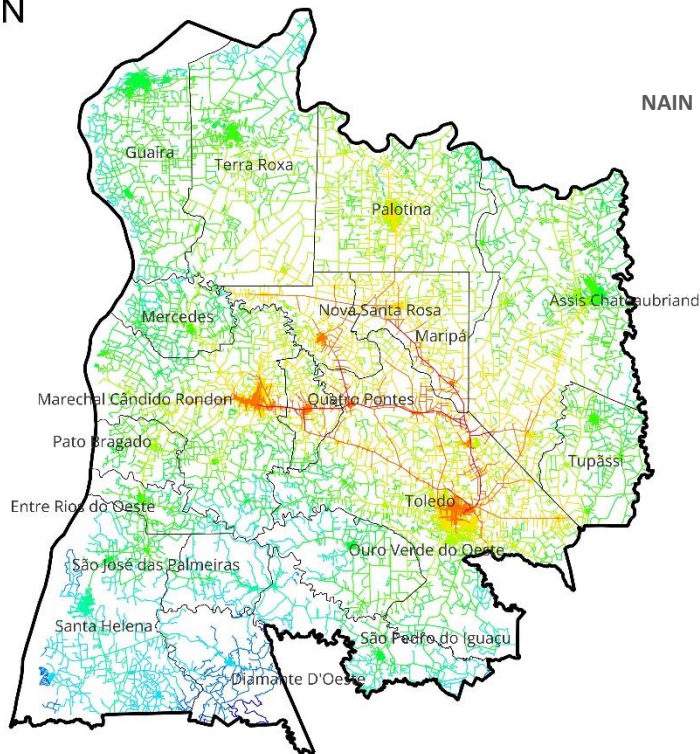 N
NAIN
Guaíra
Terra Roxa
Palotina
Assis Chateaubriand
Mercedes
Nova Santa Rosa
Maripá
Marechal Cândido Rondon
Quatro Pontes
Pato Bragado
Tupãssi
Entre Rios do Oeste
Toledo
Ouro Verde do Oeste
São José das Palmeiras
Santa Helena
São Pedro do Iguaçu
Diamante D'Oeste